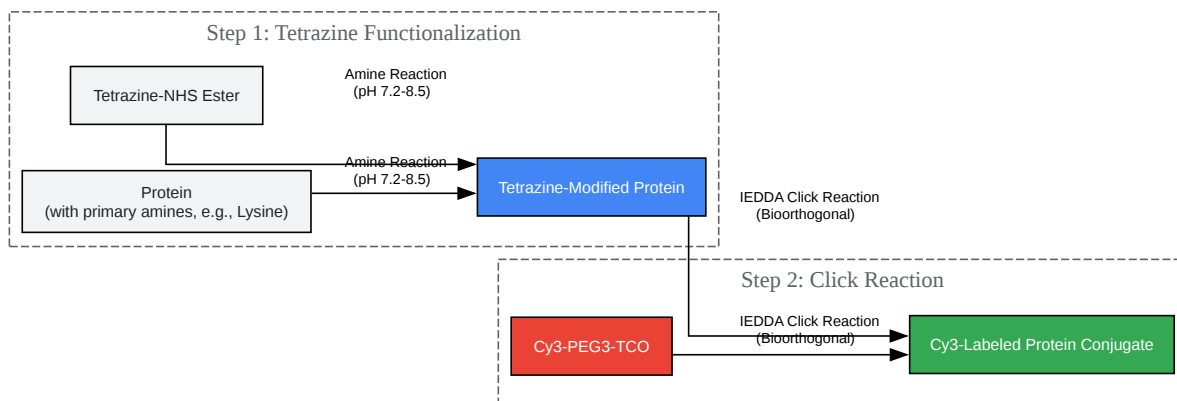 Step 1: Tetrazine Functionalization
Amine Reaction
(pH 7.2-8.5)
Tetrazine-NHS Ester
Amine Reaction
(pH 7.2-8.5)
Protein
(with primary amines, e.g., Lysine)
Tetrazine-Modified Protein
IEDDA Click Reaction
(Bioorthogonal)
Step 2: Click Reaction
IEDDA Click Reaction
(Bioorthogonal)
Cy3-PEG3-TCO
Cy3-Labeled Protein Conjugate